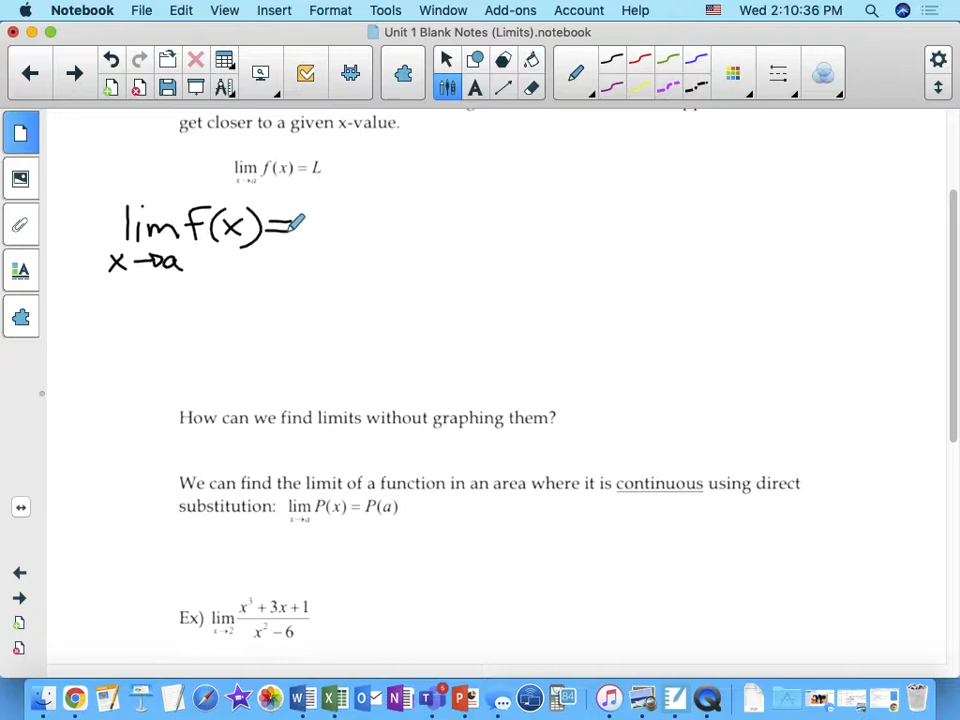 Notebook File Edit View Insert Format Tools Window Add-ons Account Help Wed 2:10:36 PM
Unit 1 Blank Notes (Limits).notebook
get closer to a given x-value.
lim f(x) = L
x→a
lim f(x)=
x→a
How can we find limits without graphing them?
We can find the limit of a function in an area where it is continuous using direct
substitution: lim P(x) = P(a)
x→a
Ex) lim x³ + 3x + 1
x→2 x² − 6